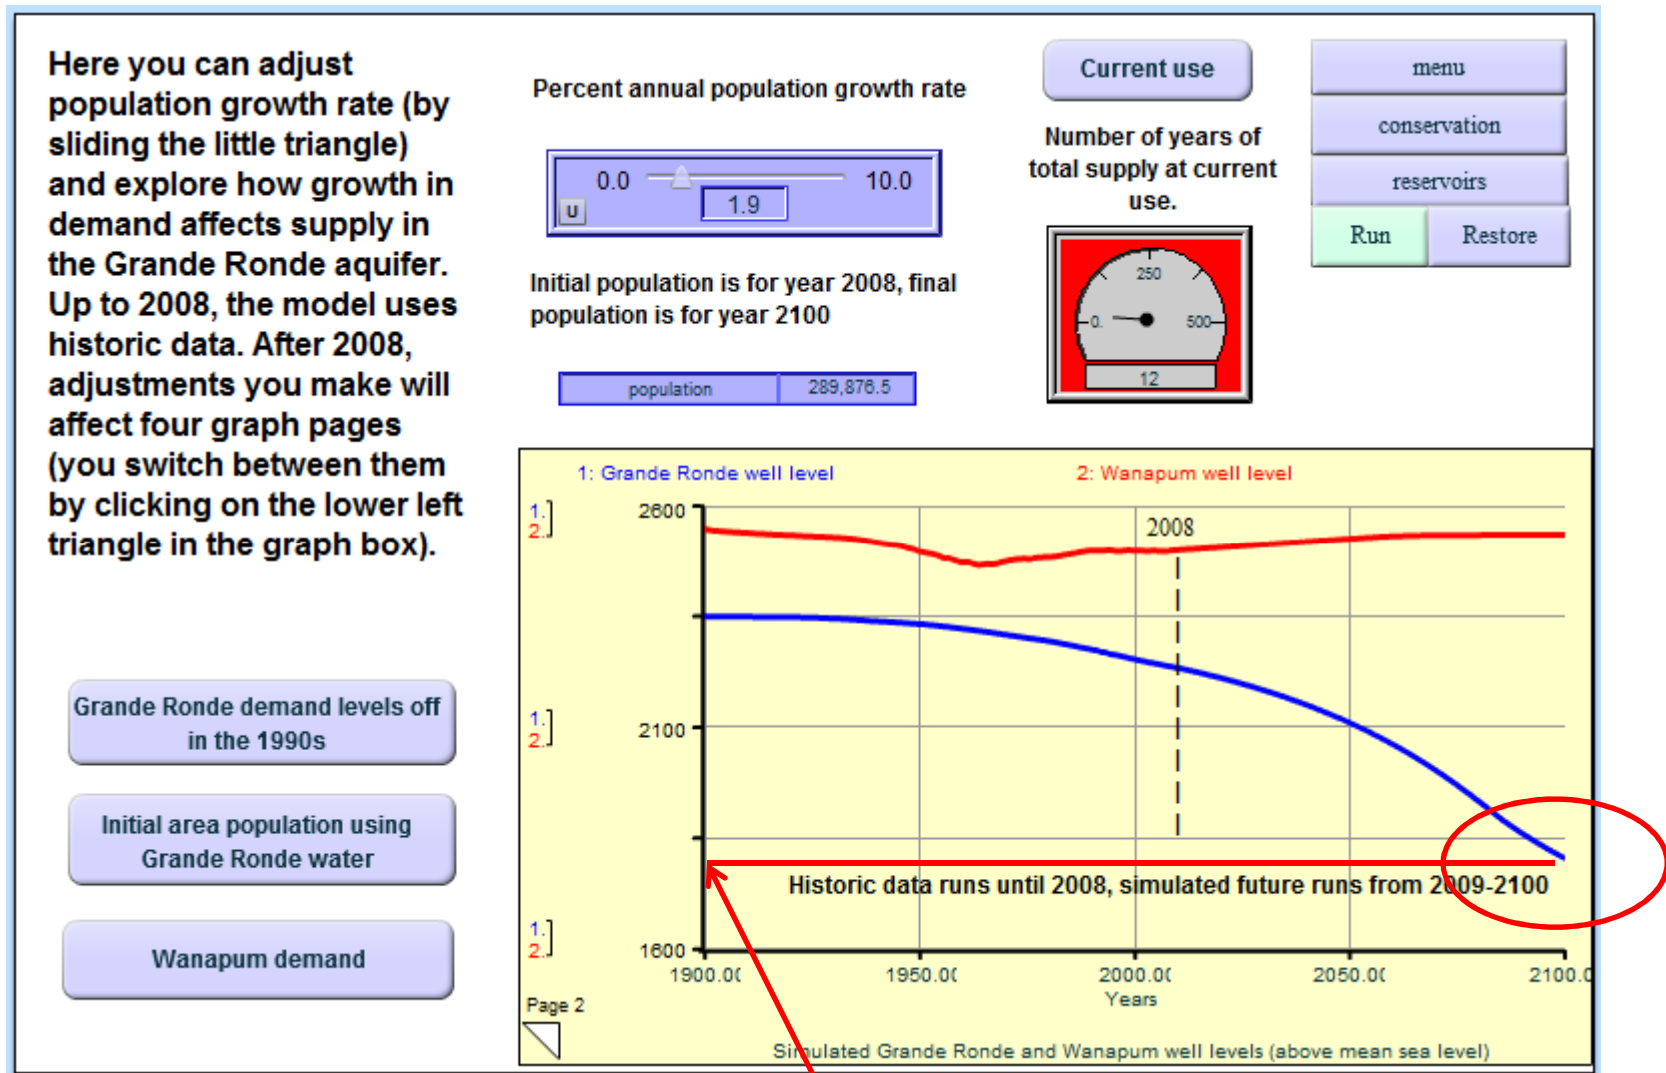 Here you can adjust
population growth rate (by
sliding the little triangle)
and explore how growth in
demand affects supply in
the Grande Ronde aquifer.
Up to 2008, the model uses
historic data. After 2008,
adjustments you make will
affect four graph pages
(you switch between them
by clicking on the lower left
triangle in the graph box).
Grande Ronde demand levels off
in the 1990s
Initial area population using
Grande Ronde water
Wanapum demand
Percent annual population growth rate
0.0
10.0
1.9
U
Initial population is for year 2008, final
population is for year 2100
population 289,876.5
Current use
Number of years of
total supply at current
use.
250
0.
500
12
menu
conservation
reservoirs
Run
Restore
1: Grande Ronde well level
2: Wanapum well level
1.]
2.]
2600
2008
1.]
2.]
2100
Historic data runs until 2008, simulated future runs from 2009-2100
1.]
2.]
1600
1900.00
1950.00
2000.00
2050.00
2100.0
Years
Page 2
Simulated Grande Ronde and Wanapum well levels (above mean sea level)